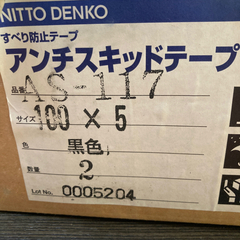 NITTO DENKO
すべり防止テープ
アンチスキッドテープ
品番 AS-117
サイズ 100×5
色 黒色
数量 2
Lot No. 0005204